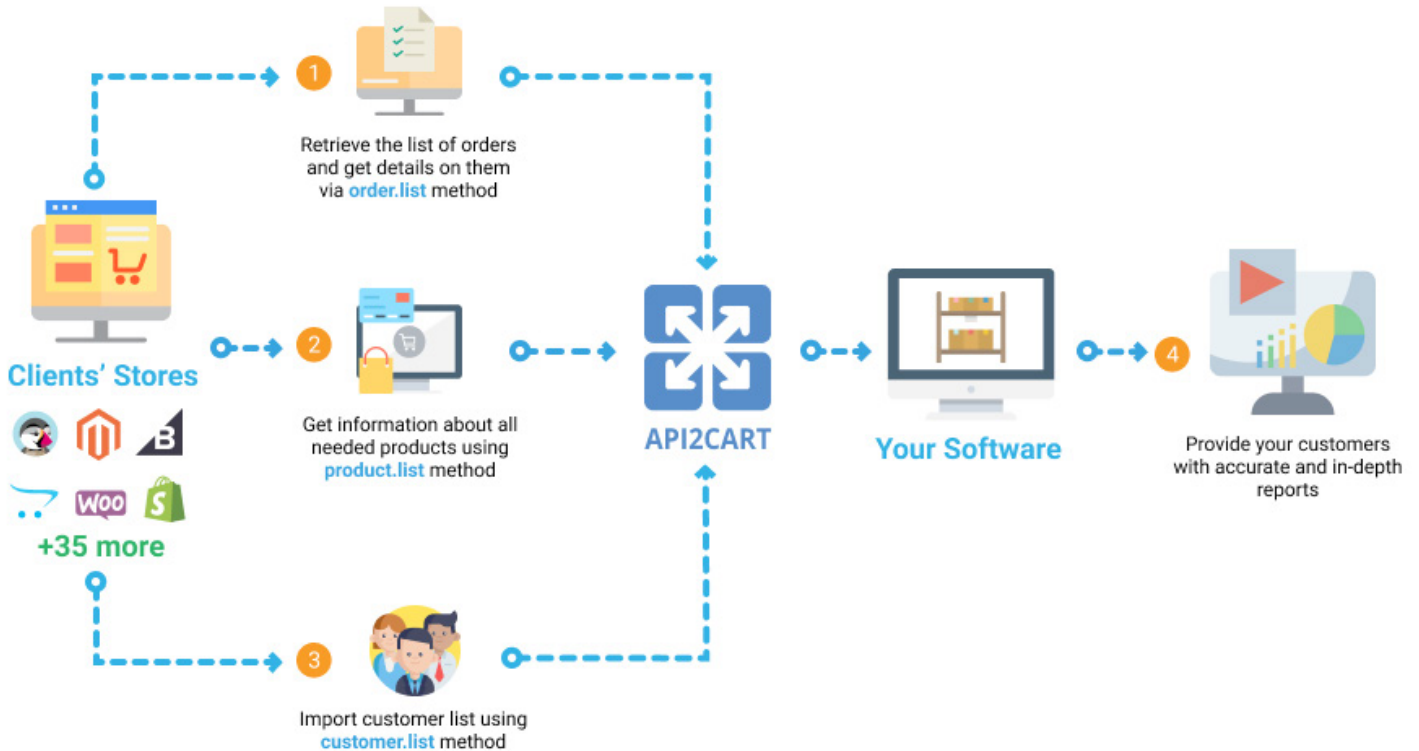 1
Retrieve the list of orders
and get details on them
via order.list method
Clients' Stores
B
WOO
S
+35 more
2
Get information about all
needed products using
product.list method
3
Import customer list using
customer.list method
API2CART
Your Software
4
Provide your customers
with accurate and in-depth
reports